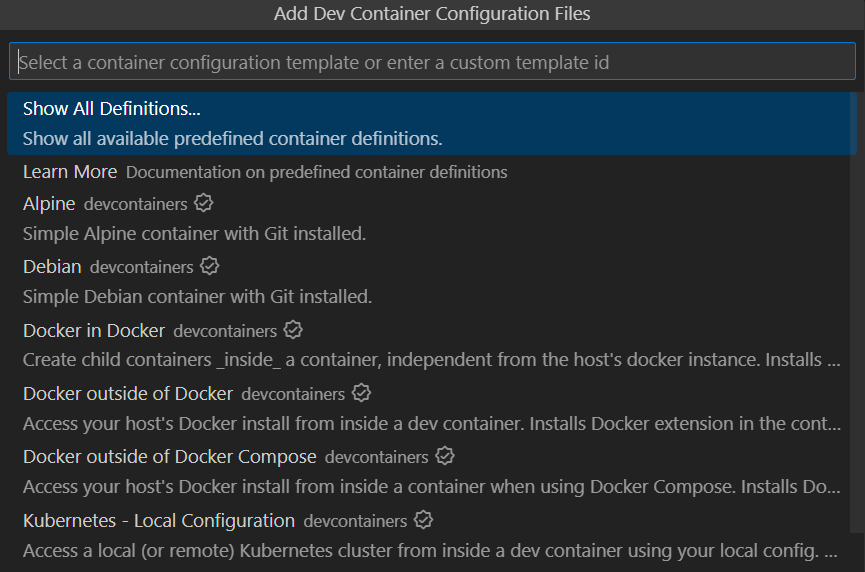 Add Dev Container Configuration Files
Select a container configuration template or enter a custom template id
Show All Definitions...
Show all available predefined container definitions.
Learn More Documentation on predefined container definitions
Alpine devcontainers
Simple Alpine container with Git installed.
Debian devcontainers
Simple Debian container with Git installed.
Docker in Docker devcontainers
Create child containers _inside_ a container, independent from the host's docker instance. Installs ...
Docker outside of Docker devcontainers
Access your host's Docker install from inside a dev container. Installs Docker extension in the cont...
Docker outside of Docker Compose devcontainers
Access your host's Docker install from inside a container when using Docker Compose. Installs Do...
Kubernetes - Local Configuration devcontainers
Access a local (or remote) Kubernetes cluster from inside a dev container using your local config. ...